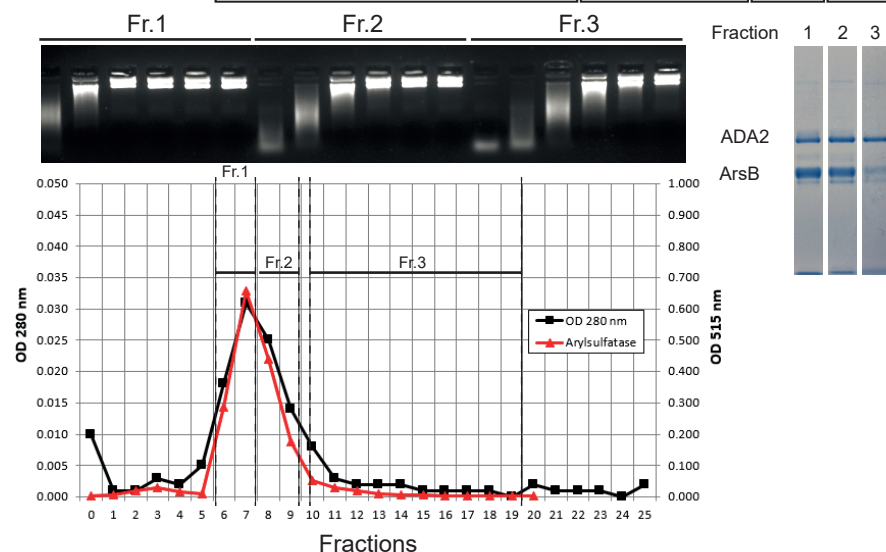 Fr.1 Fr.2 Fr.3
Fraction 1 2 3
ADA2
ArsB
Fr.1
0.050 1.000
0.045 0.900
0.040 0.800
Fr.2 Fr.3
0.035 0.700
0.030 0.600
0.025 0.500
0.020 0.400
0.015 0.300
0.010 0.200
0.005 0.100
0.000 0.000
OD 280 nm
OD 515 nm
OD 280 nm
Arylsulfatase
0 1 2 3 4 5 6 7 8 9 10 11 12 13 14 15 16 17 18 19 20 21 22 23 24 25
Fractions